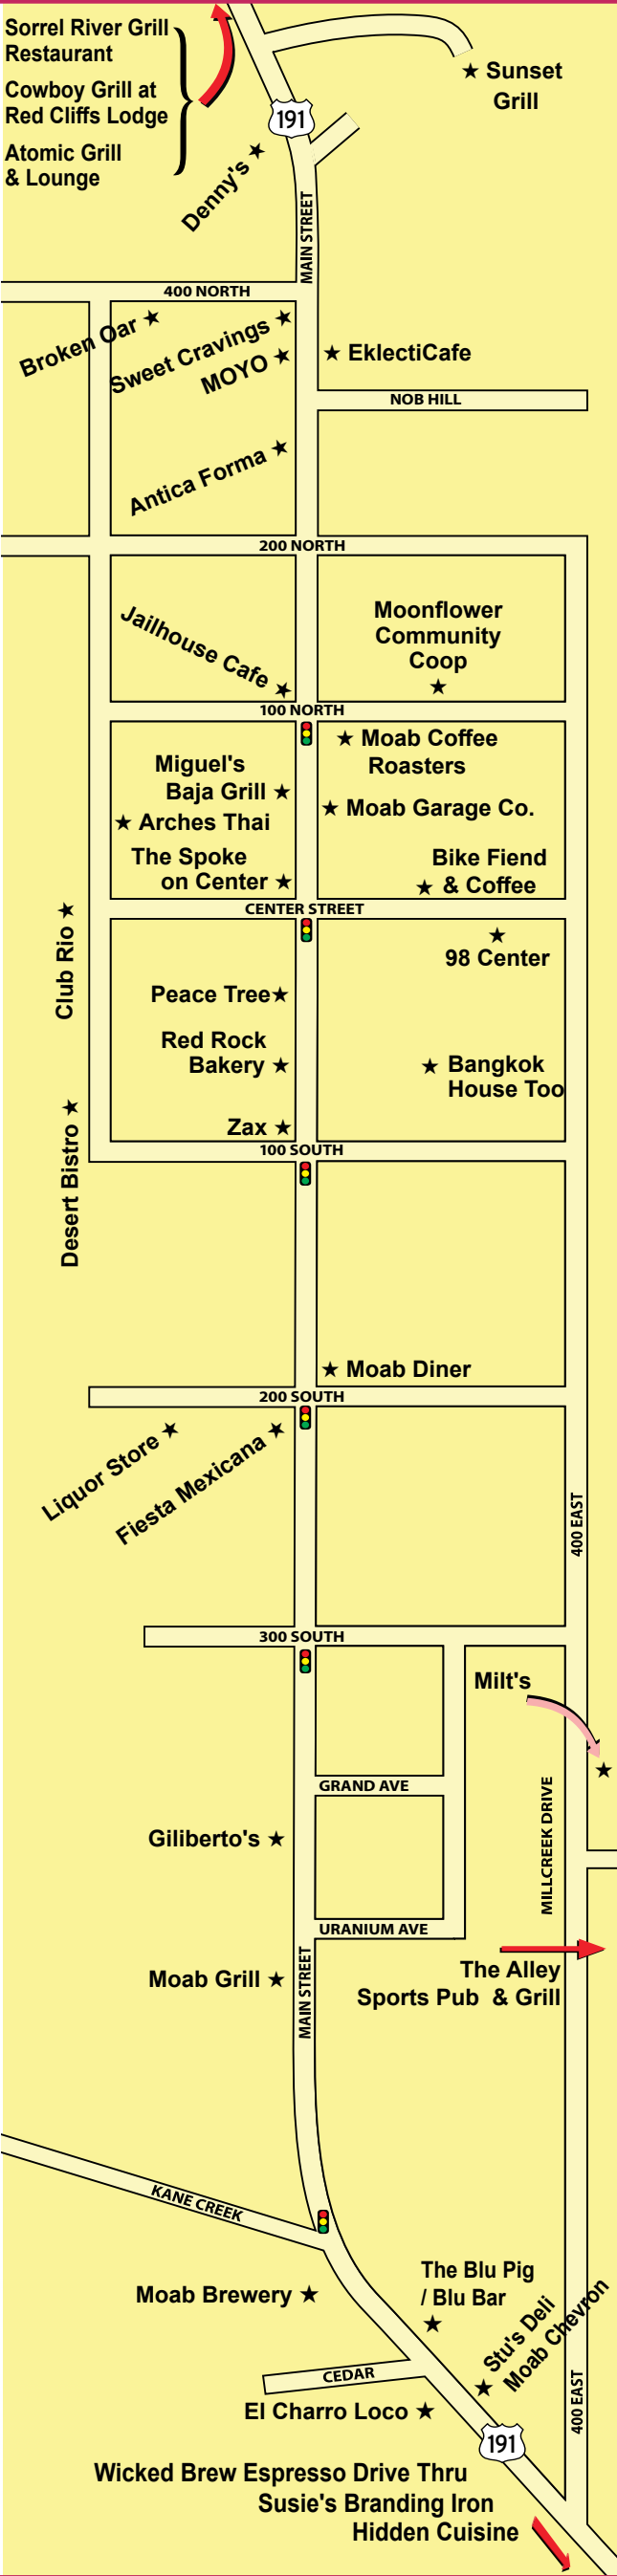 Sorrel River Grill
Restaurant
Cowboy Grill at
Red Cliffs Lodge
Atomic Grill
& Lounge
Sunset
Grill
191
Denny's
MAIN STREET
400 NORTH
Broken Oar
Sweet Cravings
MOYO
EklectiCafe
NOB HILL
Antica Forma
200 NORTH
Jailhouse Cafe
Moonflower
Community
Coop
100 NORTH
Moab Coffee
Roasters
Miguel's
Baja Grill
Moab Garage Co.
Arches Thai
The Spoke
on Center
Bike Fiend
& Coffee
CENTER STREET
Club Rio
98 Center
Peace Tree
Red Rock
Bakery
Bangkok
House Too
Zax
100 SOUTH
Desert Bistro
Moab Diner
200 SOUTH
Liquor Store
Fiesta Mexicana
400 EAST
300 SOUTH
Milt's
GRAND AVE
MILLCREEK DRIVE
Giliberto's
URANIUM AVE
MAIN STREET
Moab Grill
The Alley
Sports Pub & Grill
KANE CREEK
Moab Brewery
The Blu Pig
/ Blu Bar
Stu's Deli
Moab Chevron
CEDAR
El Charro Loco
400 EAST
191
Wicked Brew Espresso Drive Thru
Susie's Branding Iron
Hidden Cuisine